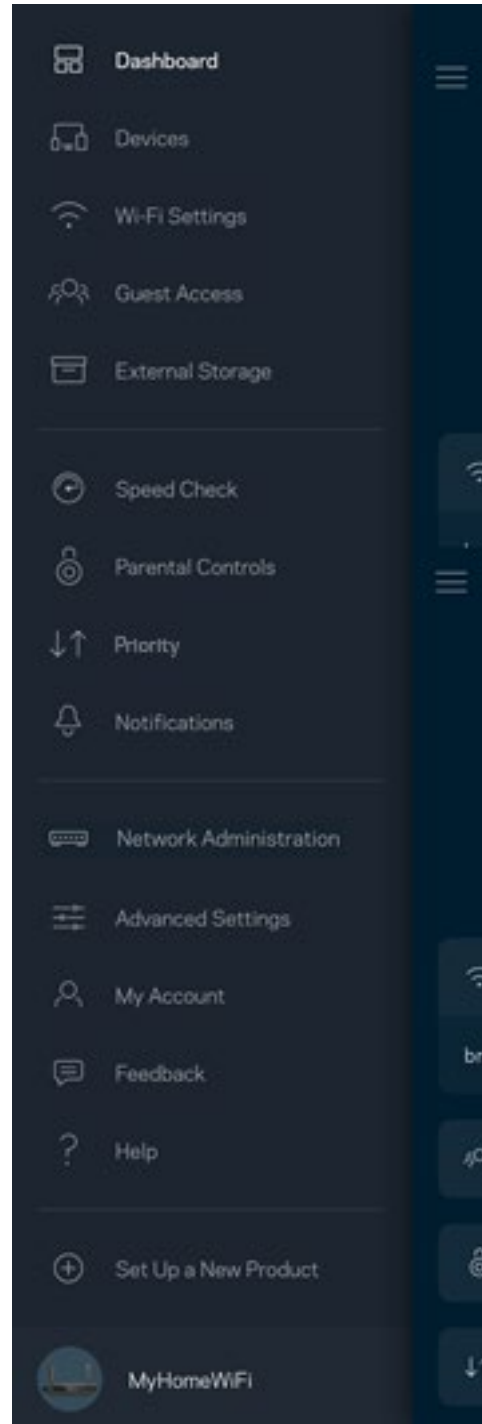 Dashboard
Devices
Wi-Fi Settings
Guest Access
External Storage
Speed Check
Parental Controls
Priority
Notifications
Network Administration
Advanced Settings
My Account
Feedback
br
Help
Set Up a New Product
MyHomeWiFi